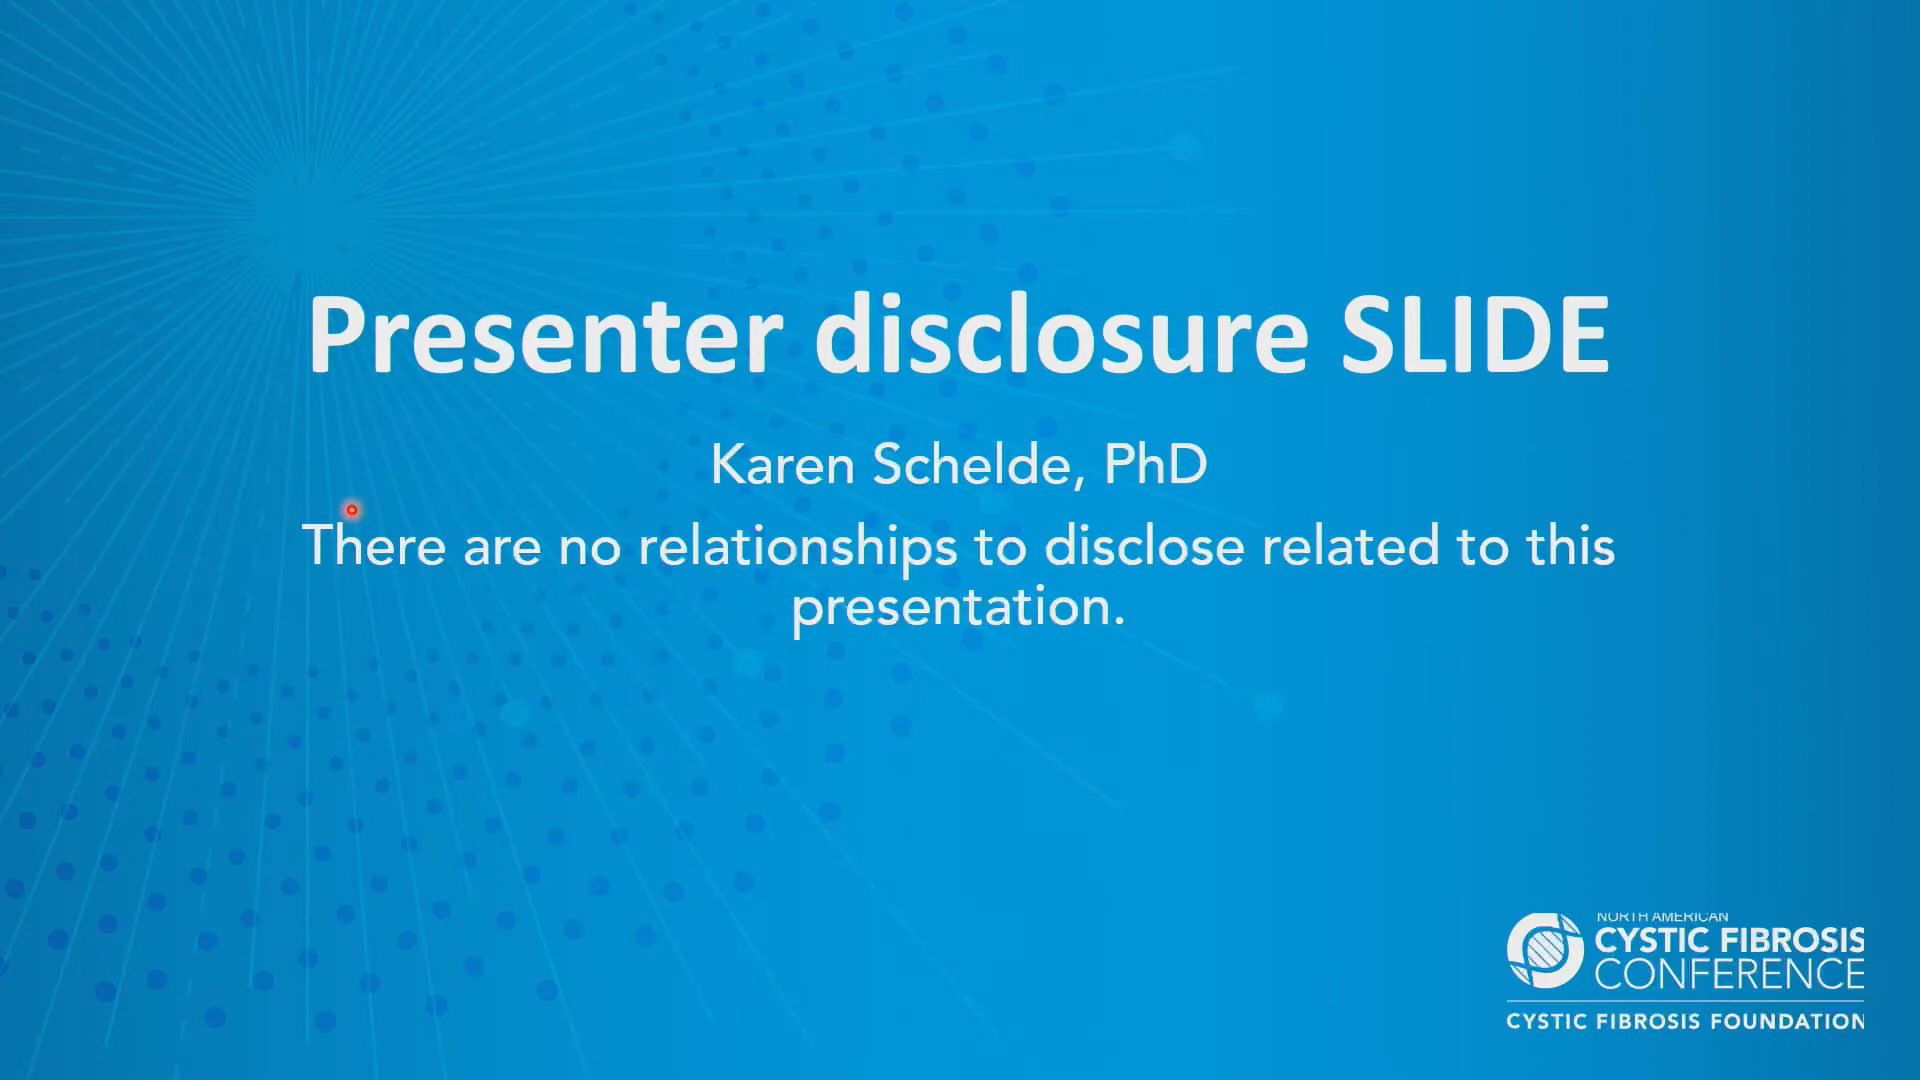 Presenter disclosure SLIDE
Karen Schelde, PhD
There are no relationships to disclose related to this
presentation.
NORTH AMERICAN
CYSTIC FIBROSIS
CONFERENCE
CYSTIC FIBROSIS FOUNDATION